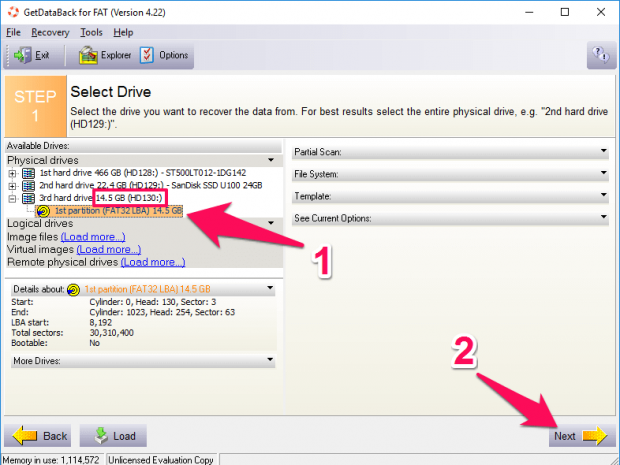 GetDataBack for FAT (Version 4.22)
File Recovery Tools Help
Exit Explorer Options
STEP 1
Select Drive
Select the drive you want to recover the data from. For best results select the entire physical drive, e.g. "2nd hard drive
(HD129:)".
Available Drives:
Physical drives
1st hard drive 466 GB (HD128:) - ST500LT012-1DG142
2nd hard drive 22.4 GB (HD129:) - SanDisk SSD U100 24GB
3rd hard drive 14.5 GB (HD130:)
1st partition (FAT32 LBA) 14.5 GB
Logical drives
Image files (Load more...)
Virtual images (Load more...)
Remote physical drives (Load more...)
Details about: 1st partition (FAT32 LBA) 14.5 GB
Start: Cylinder: 0, Head: 130, Sector: 3
End: Cylinder: 1023, Head: 254, Sector: 63
LBA start: 8,192
Total sectors: 30,310,400
Bootable: No
More Drives:
Partial Scan:
File System:
Template:
See Current Options:
1
2
Back Load Next
Memory in use: 1,114,572 Unlicensed Evaluation Copy